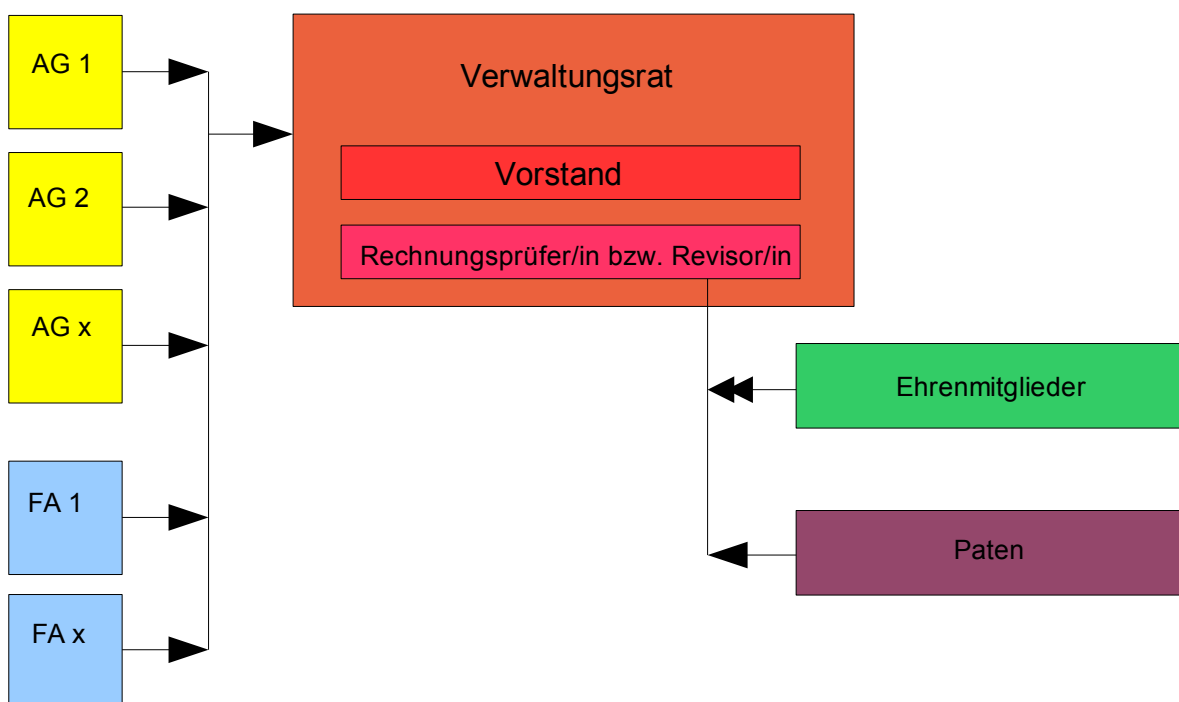 AG 1
AG 2
AG x
FA 1
FA x
Verwaltungsrat
Vorstand
Rechnungsprüfer/in bzw. Revisor/in
Ehrenmitglieder
Paten